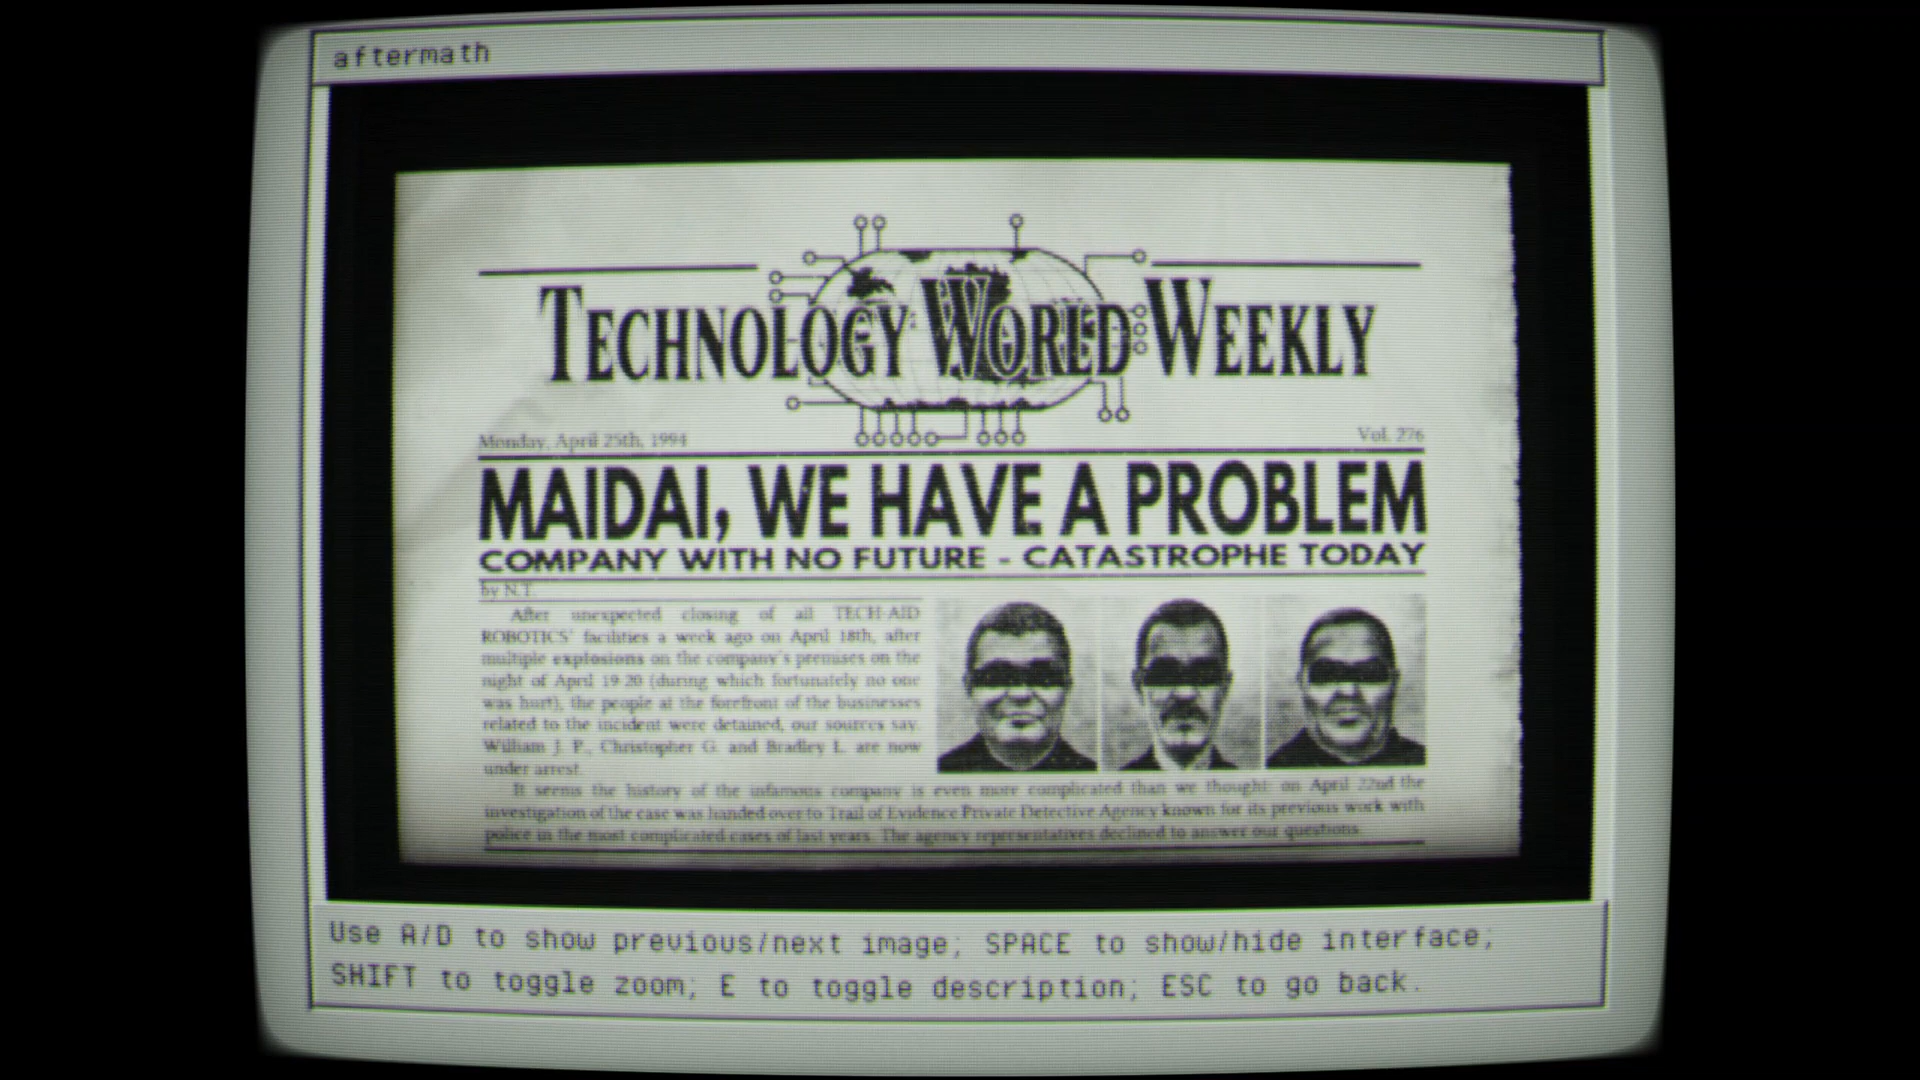 aftermath
TECHNOLOGY WORLD WEEKLY
Monday, April 25th, 1994
Vol. 276
MAIDAI, WE HAVE A PROBLEM
COMPANY WITH NO FUTURE - CATASTROPHE TODAY
by N.T.
After unexpected closing of all TECH-AID
ROBOTICS' facilities a week ago on April 18th, after
multiple explosions on the company's premises on the
night of April 19-20 (during which fortunately no one
was hurt), the people at the forefront of the businesses
related to the incident were detained, our sources say.
William J. P., Christopher G. and Bradley L. are now
under arrest.
It seems the history of the infamous company is even more complicated than we thought: on April 22nd the
investigation of the case was handed over to Trail of Evidence Private Detective Agency known for its previous work with
police in the most complicated cases of last years. The agency representatives declined to answer our questions.
Use A/D to show previous/next image; SPACE to show/hide interface;
SHIFT to toggle zoom; E to toggle description; ESC to go back.